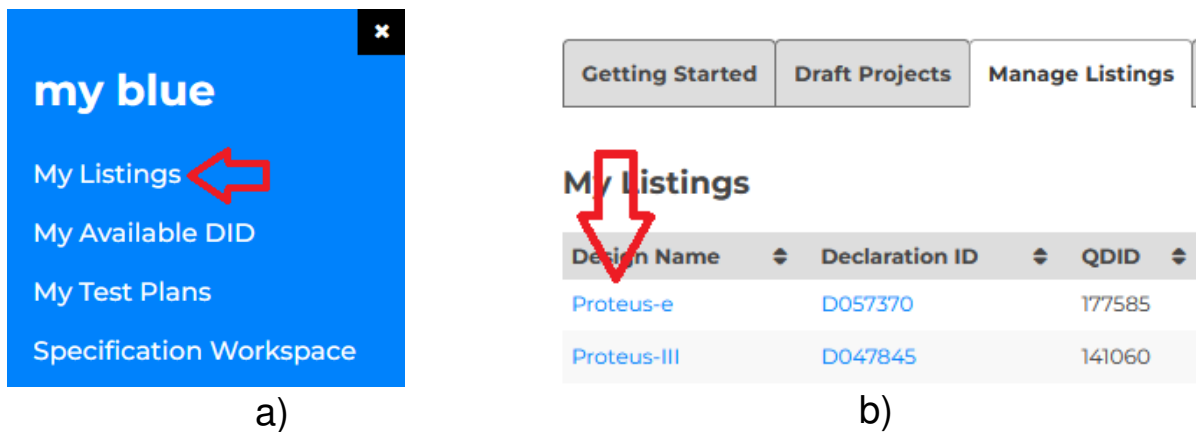 my blue
My Listings
My Available DID
My Test Plans
Specification Workspace
a)
Getting Started Draft Projects Manage Listings
My Listings
Design Name Declaration ID QDID
Proteus-e D057370 177585
Proteus-III D047845 141060
b)